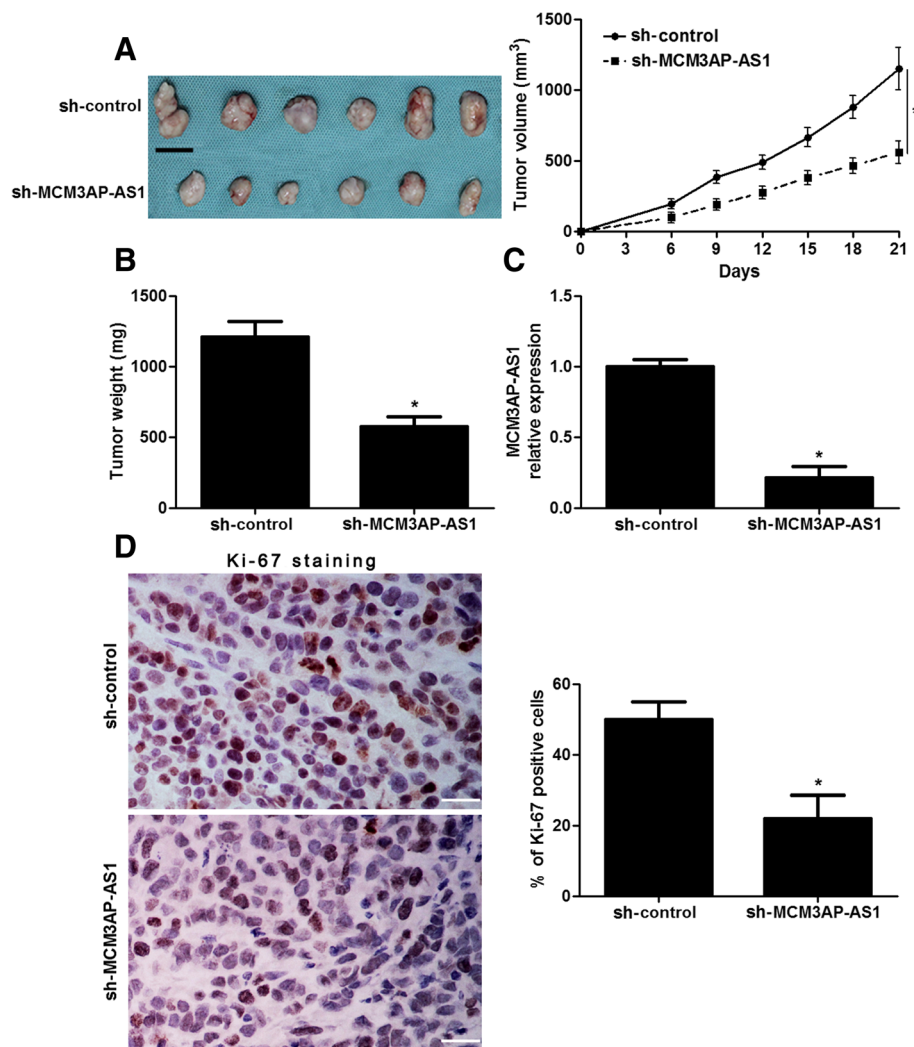 A
sh-control
sh-MCM3AP-AS1
Tumor volume (mm³)
1500
1000
500
0
sh-control
sh-MCM3AP-AS1
*
0 3 6 9 12 15 18 21
Days
B
Tumor weight (mg)
1500
1000
500
0
*
sh-control sh-MCM3AP-AS1
C
MCM3AP-AS1
relative expression
1.5
1.0
0.5
0.0
*
sh-control sh-MCM3AP-AS1
D
Ki-67 staining
sh-control
sh-MCM3AP-AS1
% of Ki-67 positive cells
60
40
20
0
*
sh-control sh-MCM3AP-AS1